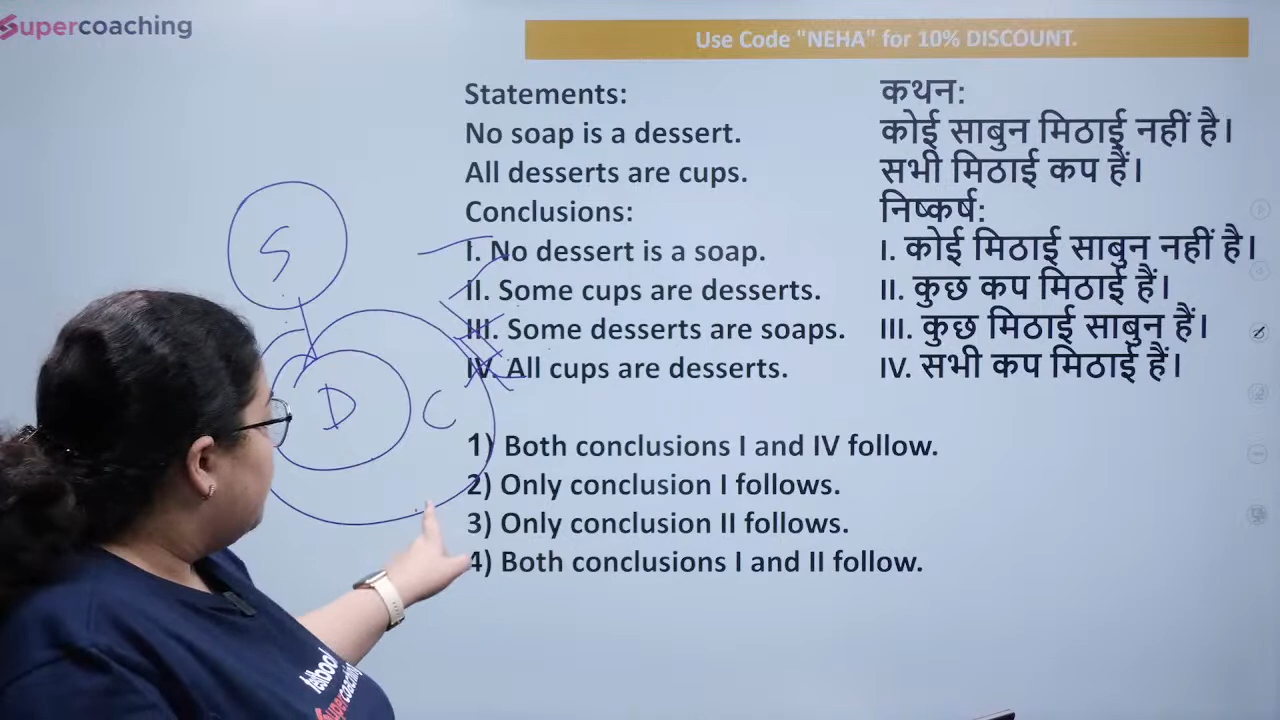 Supercoaching
Use Code "NEHA" for 10% DISCOUNT.
Statements:
No soap is a dessert.
All desserts are cups.
Conclusions:
I. No dessert is a soap.
II. Some cups are desserts.
III. Some desserts are soaps.
IV. All cups are desserts.
1) Both conclusions I and IV follow.
2) Only conclusion I follows.
3) Only conclusion II follows.
4) Both conclusions I and II follow.
कथन:
कोई साबुन मिठाई नहीं है।
सभी मिठाई कप हैं।
निष्कर्ष:
I. कोई मिठाई साबुन नहीं है।
II. कुछ कप मिठाई हैं।
III. कुछ मिठाई साबुन हैं।
IV. सभी कप मिठाई हैं।
S
D
C
testbook
Supercoaching